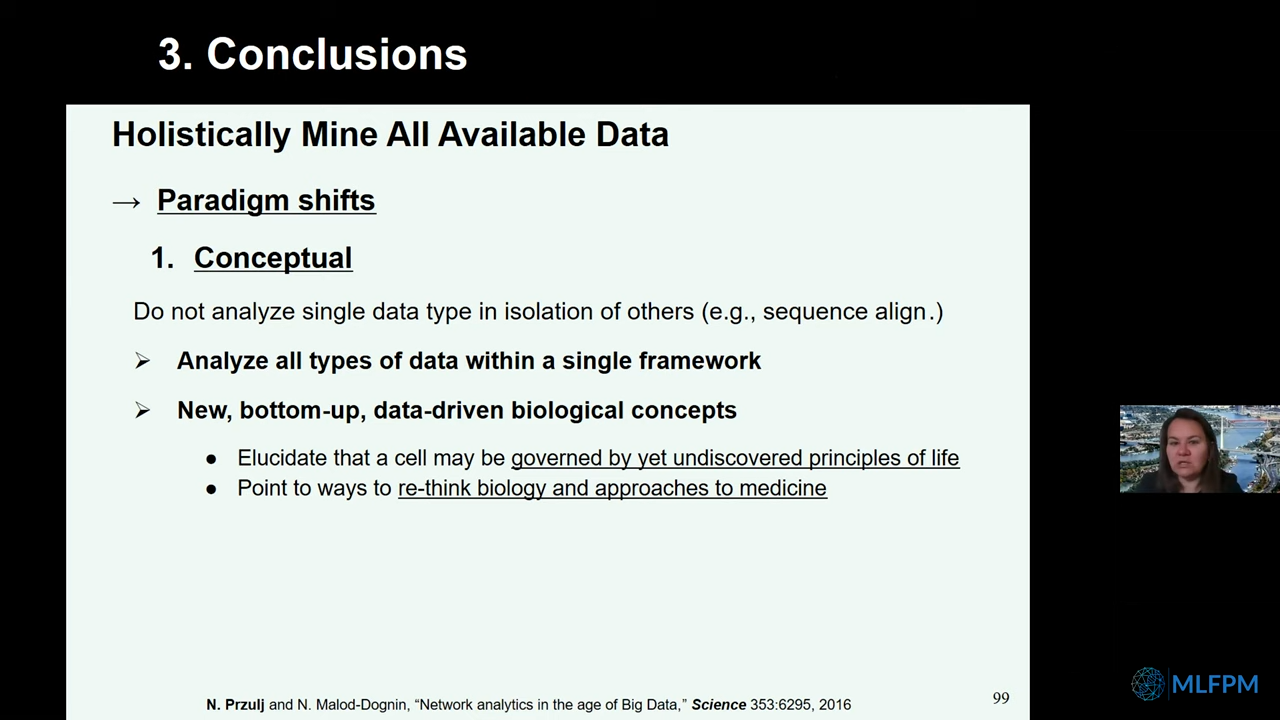 3. Conclusions
Holistically Mine All Available Data
→ Paradigm shifts
1. Conceptual
Do not analyze single data type in isolation of others (e.g., sequence align.)
➢ Analyze all types of data within a single framework
➢ New, bottom-up, data-driven biological concepts
● Elucidate that a cell may be governed by yet undiscovered principles of life
● Point to ways to re-think biology and approaches to medicine
N. Przulj and N. Malod-Dognin, “Network analytics in the age of Big Data,” Science 353:6295, 2016
99
MLFPM